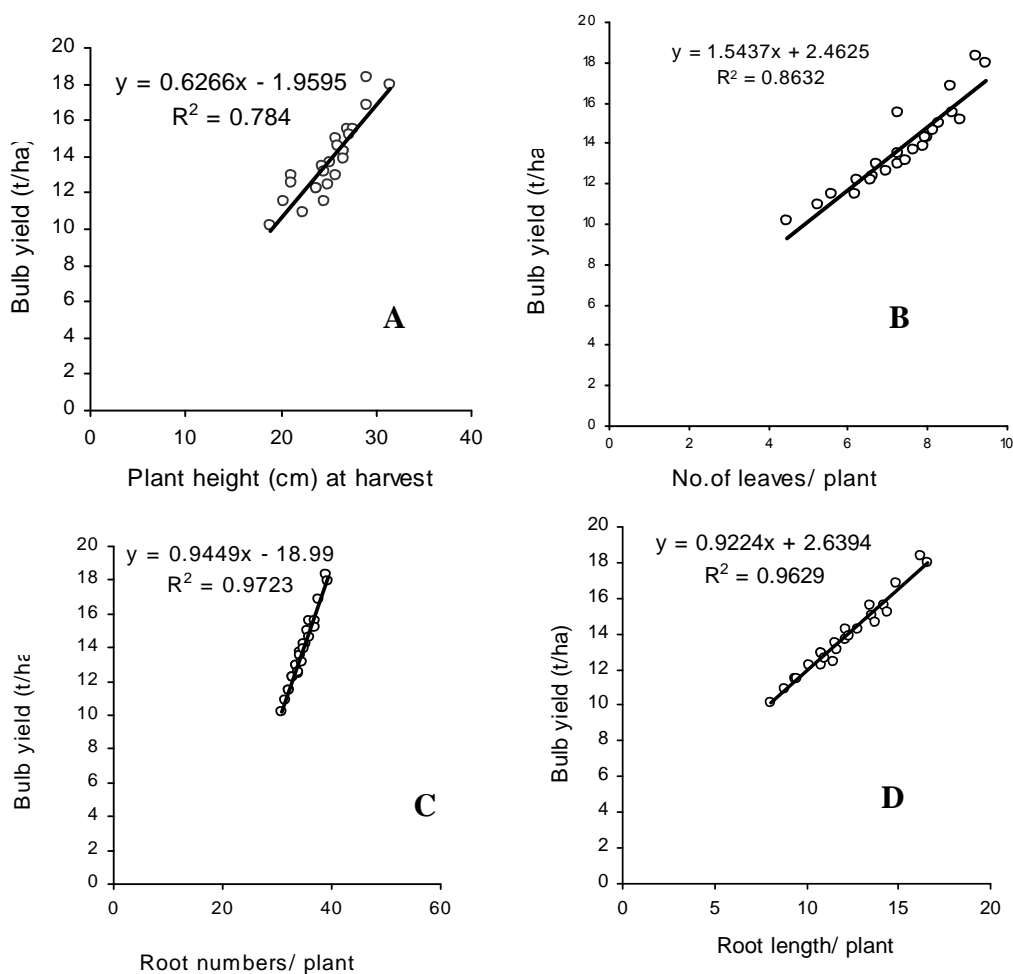 20
18
16
14
12
10
8
6
4
2
0
Bulb yield (t/ha)
y = 0.6266x - 1.9595
R² = 0.784
A
0 10 20 30 40
Plant height (cm) at harvest
20
18
16
14
12
10
8
6
4
2
0
Bulb yield (t/ha
y = 1.5437x + 2.4625
R² = 0.8632
B
0 2 4 6 8 10
No.of leaves/ plant
20
18
16
14
12
10
8
6
4
2
0
Bulb yield (t/ha
y = 0.9449x - 18.99
R² = 0.9723
C
0 20 40 60
Root numbers/ plant
20
18
16
14
12
10
8
6
4
2
0
Bulb yield (t/ha)
y = 0.9224x + 2.6394
R² = 0.9629
D
0 5 10 15 20
Root length/ plant